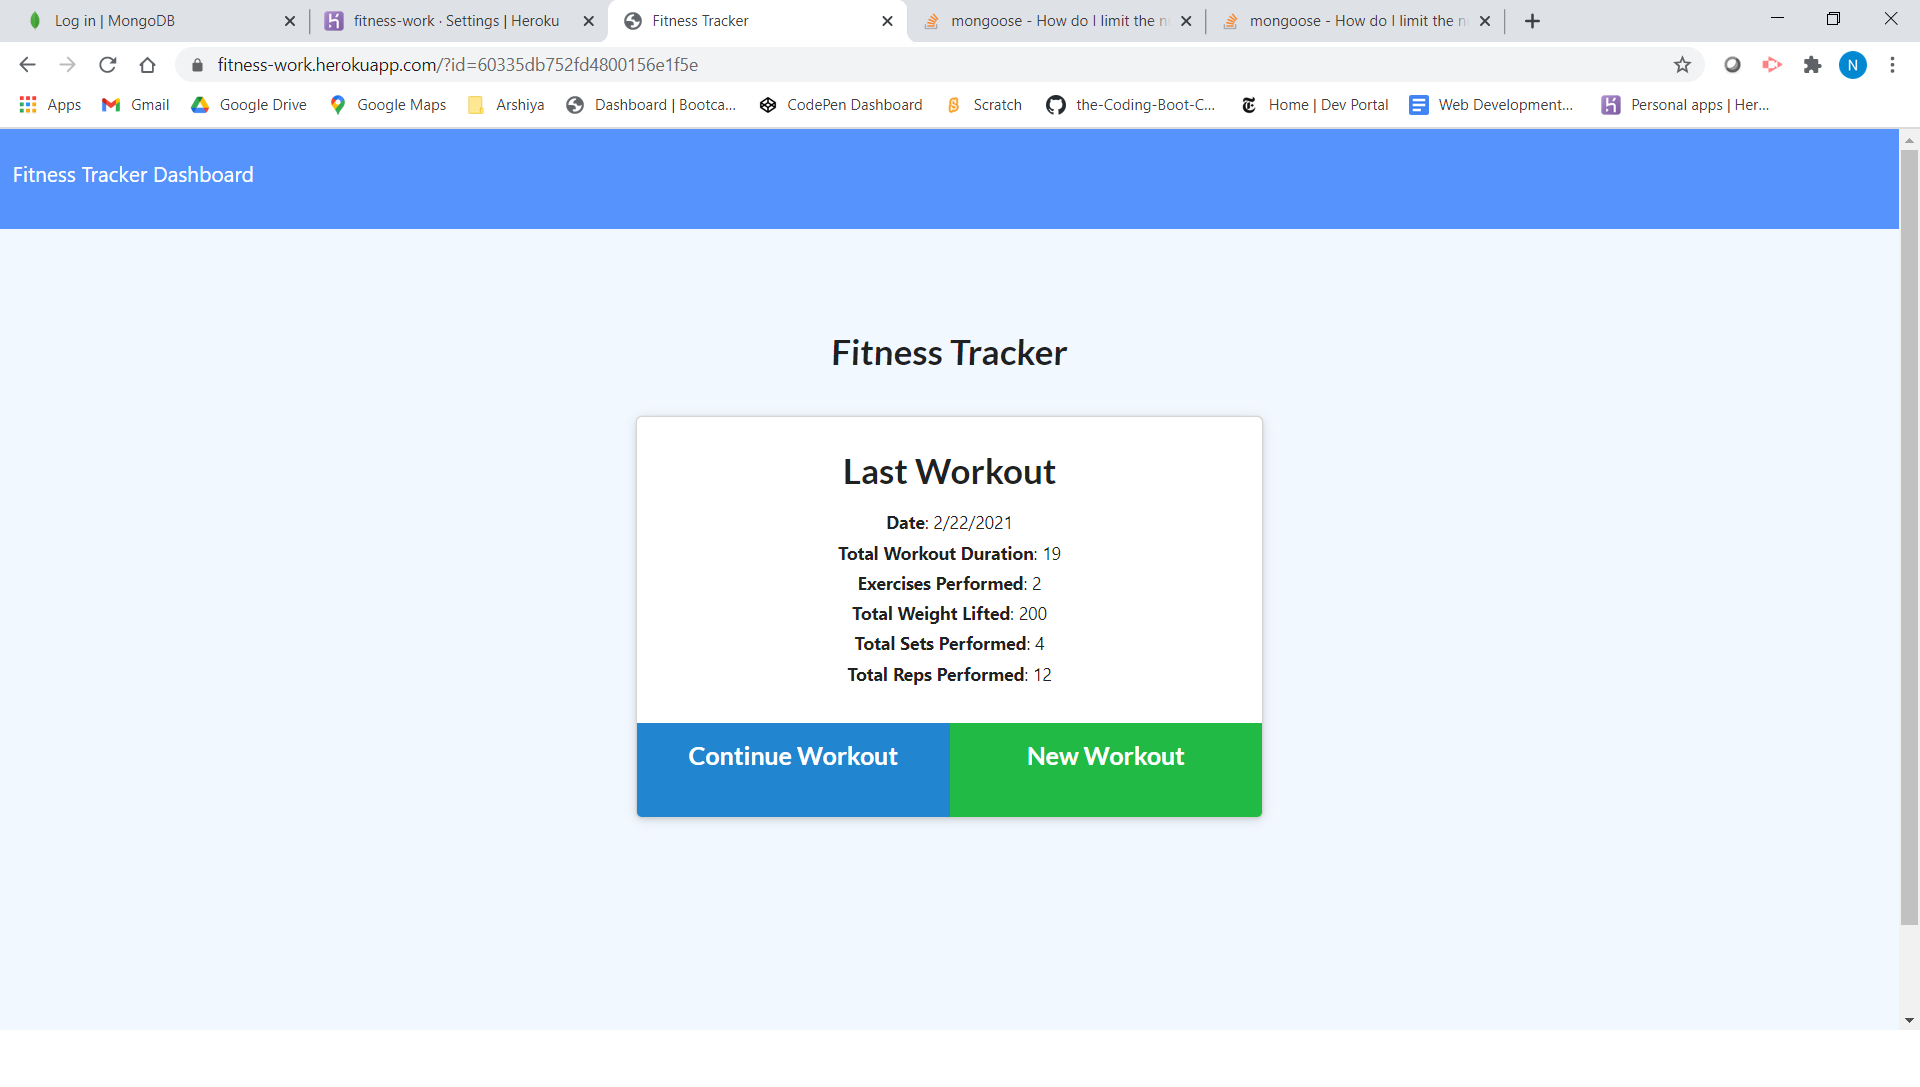 Log in | MongoDB
fitness-work · Settings | Heroku
Fitness Tracker
mongoose - How do I limit the n
mongoose - How do I limit the n
fitness-work.herokuapp.com/?id=60335db752fd4800156e1f5e
N
Apps
Gmail
Google Drive
Google Maps
Arshiya
Dashboard | Bootca...
CodePen Dashboard
Scratch
the-Coding-Boot-C...
Home | Dev Portal
Web Development...
Personal apps | Her...
Fitness Tracker Dashboard
Fitness Tracker
Last Workout
Date: 2/22/2021
Total Workout Duration: 19
Exercises Performed: 2
Total Weight Lifted: 200
Total Sets Performed: 4
Total Reps Performed: 12
Continue Workout
New Workout